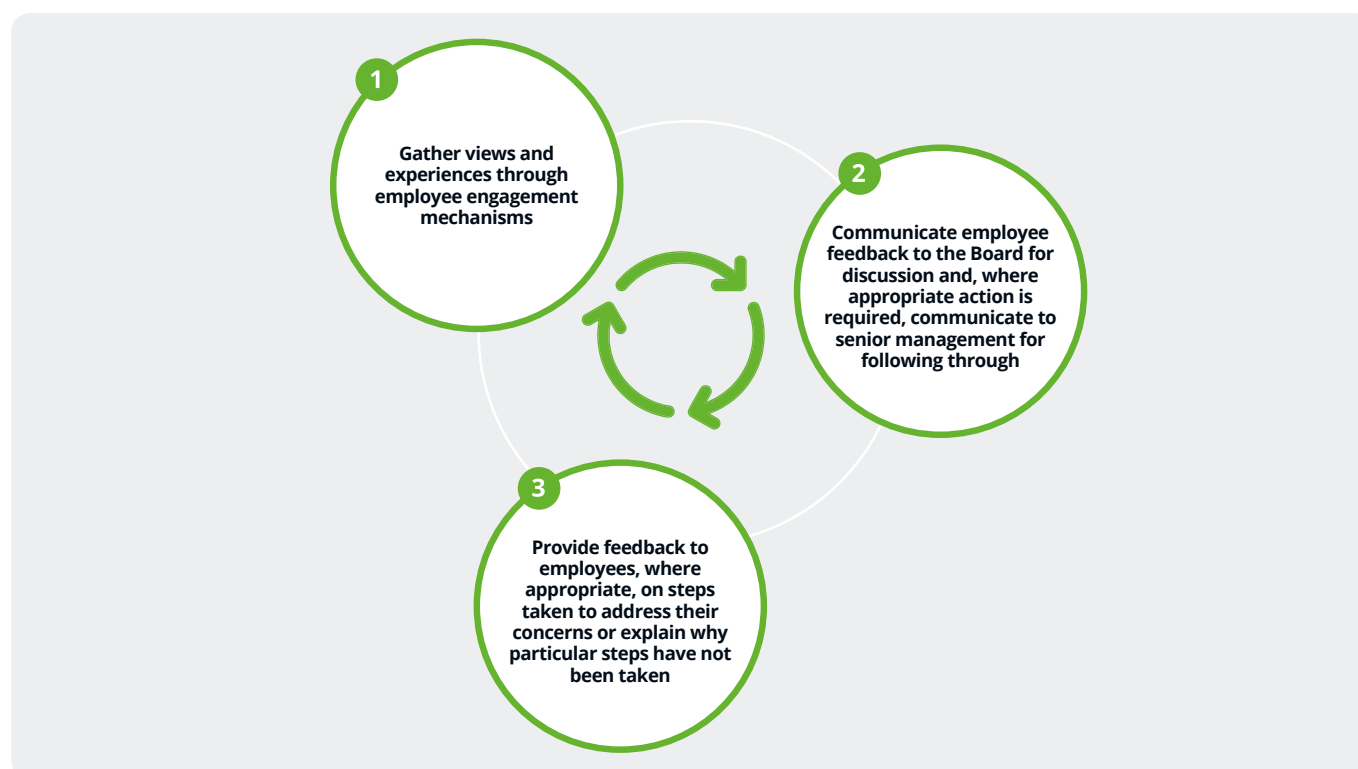 1
Gather views and
experiences through
employee engagement
mechanisms
2
Communicate employee
feedback to the Board for
discussion and, where
appropriate action is
required, communicate to
senior management for
following through
3
Provide feedback to
employees, where
appropriate, on steps
taken to address their
concerns or explain why
particular steps have not
been taken